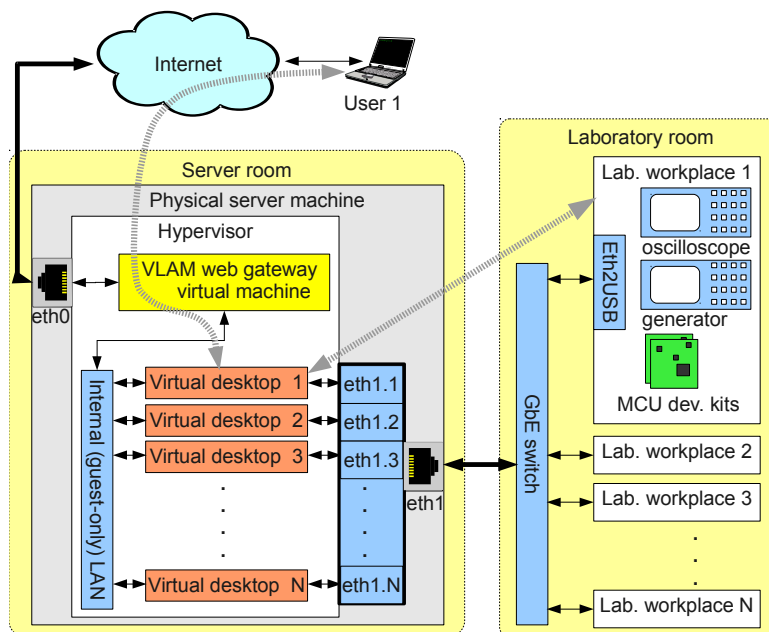 Internet
User 1
Server room
Physical server machine
Hypervisor
VLAM web gateway
virtual machine
eth0
Internal (guest-only) LAN
Virtual desktop 1
Virtual desktop 2
Virtual desktop 3
Virtual desktop N
eth1.1
eth1.2
eth1.3
eth1.N
eth1
Laboratory room
GbE switch
Lab. workplace 1
Eth2USB
oscilloscope
generator
MCU dev. kits
Lab. workplace 2
Lab. workplace 3
Lab. workplace N